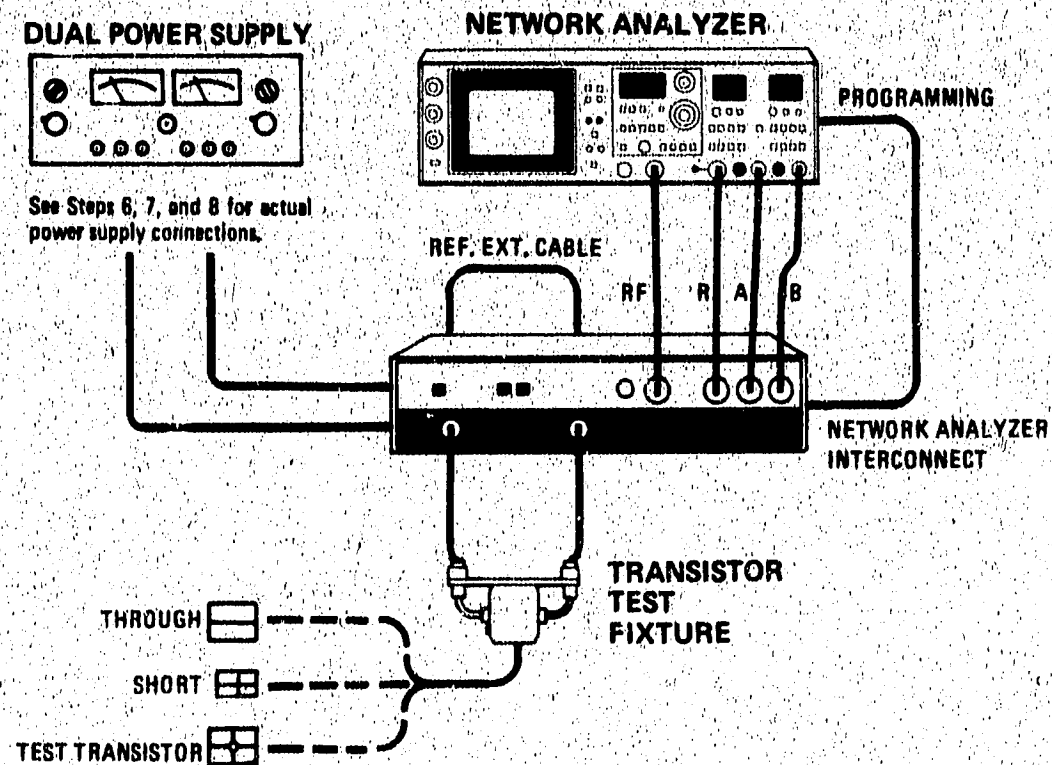 DUAL POWER SUPPLY
NETWORK ANALYZER
PROGRAMMING
See Steps 6, 7, and 8 for actual
power supply connections.
REF. EXT. CABLE
RF
R
A
B
NETWORK ANALYZER
INTERCONNECT
TRANSISTOR
TEST
FIXTURE
THROUGH
SHORT
TEST TRANSISTOR